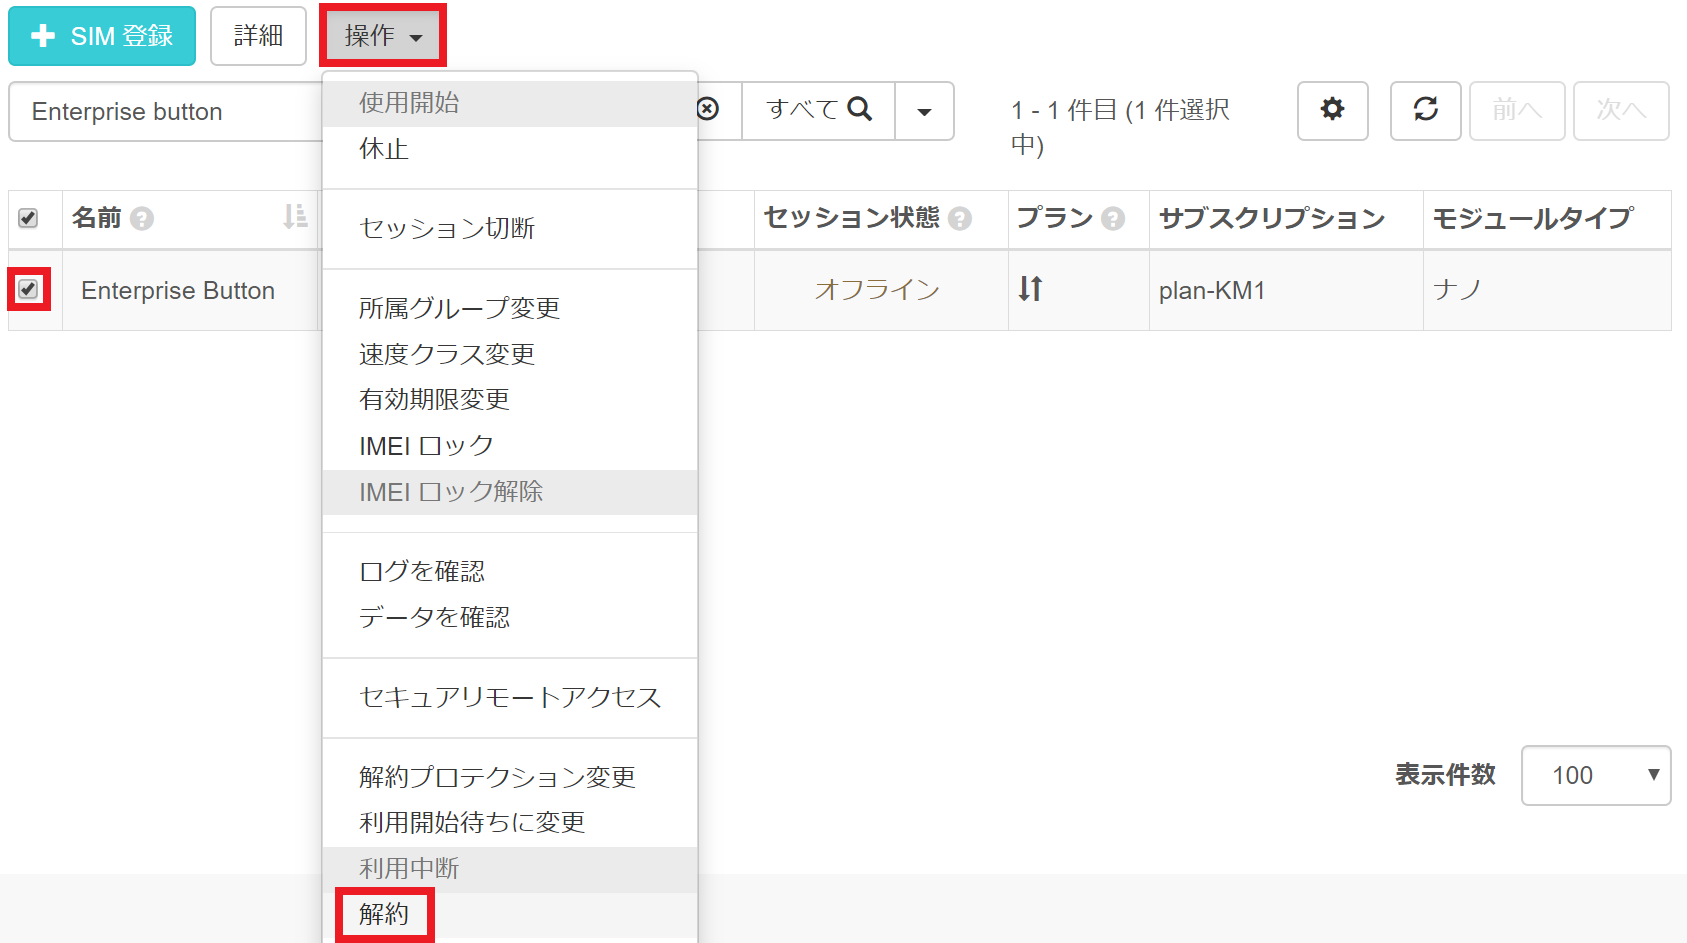 SIM 登録
詳細
操作
Enterprise button
すべて
1 - 1 件目 (1 件選択
中)
前へ
次へ
使用開始
休止
セッション切断
所属グループ変更
速度クラス変更
有効期限変更
IMEI ロック
IMEI ロック解除
ログを確認
データを確認
セキュアリモートアクセス
解約プロテクション変更
利用開始待ちに変更
利用中断
解約
名前
セッション状態
プラン
サブスクリプション
モジュールタイプ
Enterprise Button
オフライン
plan-KM1
ナノ
表示件数
100